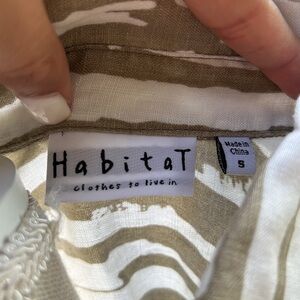 HabitaT
clothes to live in
Made in
China
S